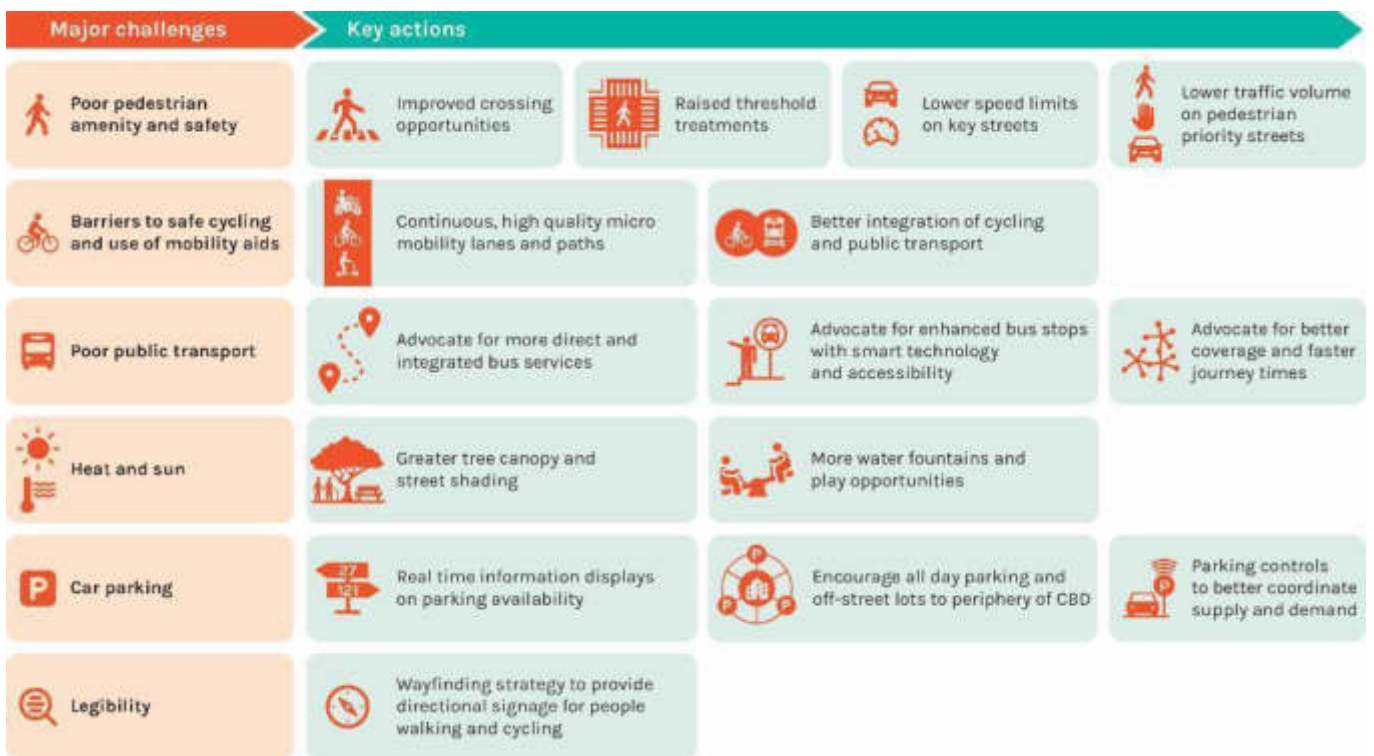 Major challenges
Key actions
Poor pedestrian
amenity and safety
Improved crossing
opportunities
Raised threshold
treatments
Lower speed limits
on key streets
Lower traffic volume
on pedestrian
priority streets
Barriers to safe cycling
and use of mobility aids
Continuous, high quality micro
mobility lanes and paths
Better integration of cycling
and public transport
Poor public transport
Advocate for more direct and
integrated bus services
Advocate for enhanced bus stops
with smart technology
and accessibility
Advocate for better
coverage and faster
journey times
Heat and sun
Greater tree canopy and
street shading
More water fountains and
play opportunities
P
Car parking
27
121
Real time information displays
on parking availability
P
P
P
Encourage all day parking and
off-street lots to periphery of CBD
P
Parking controls
to better coordinate
supply and demand
Legibility
Wayfinding strategy to provide
directional signage for people
walking and cycling